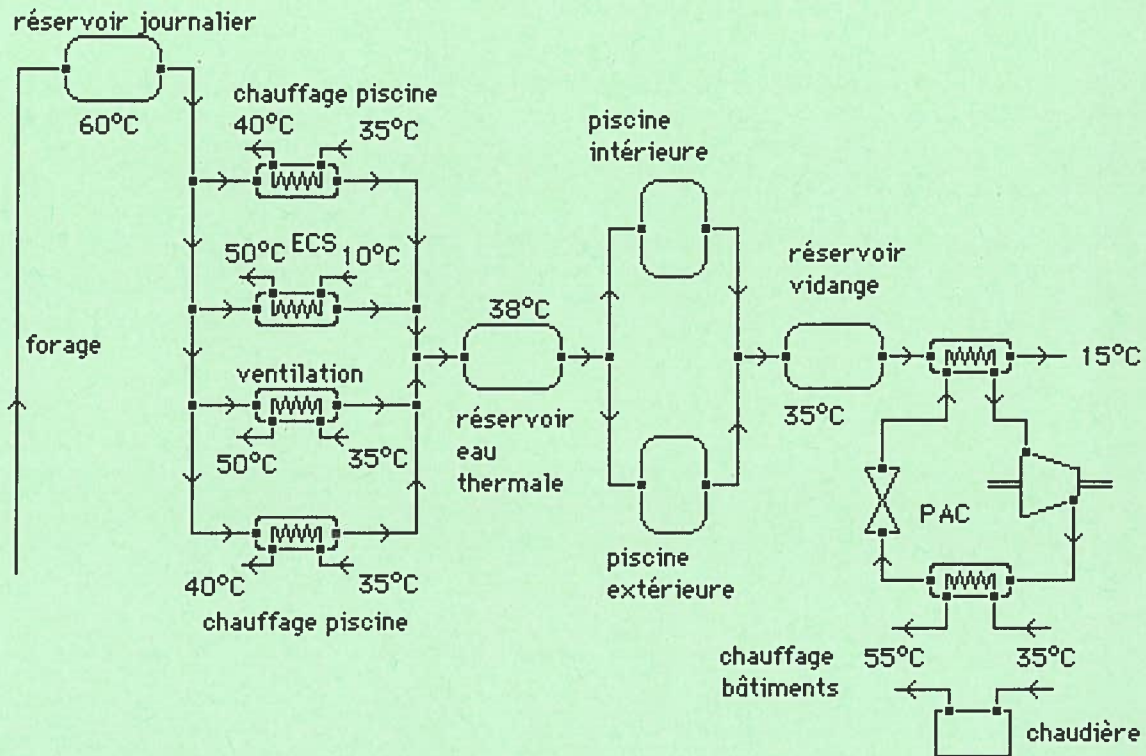 réservoir journalier
60°C
chauffage piscine
40°C
35°C
50°C
ECS
10°C
forage
ventilation
50°C
35°C
40°C
35°C
chauffage piscine
38°C
réservoir
eau
thermale
piscine
intérieure
piscine
extérieure
réservoir
vidange
35°C
15°C
PAC
55°C
35°C
chauffage
bâtiments
chaudière